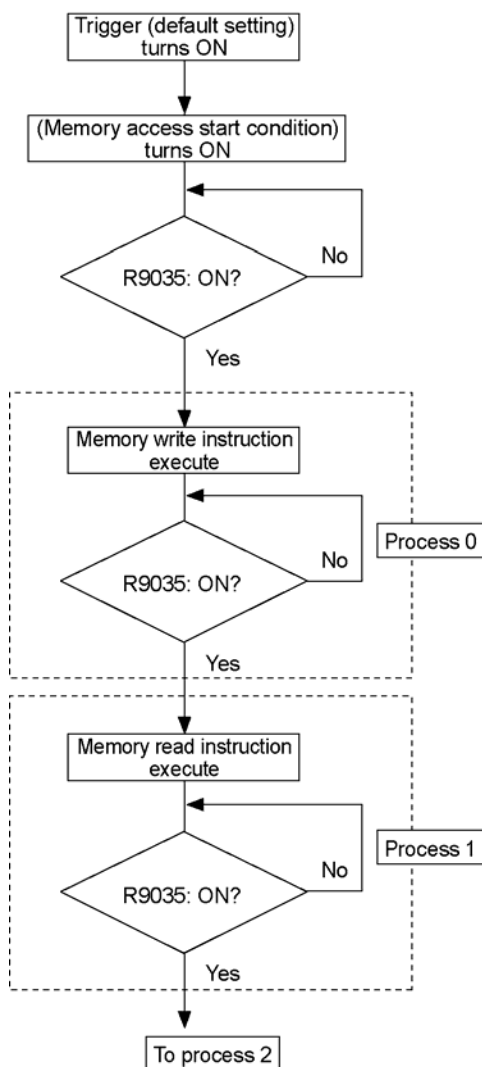 Trigger (default setting)
turns ON
(Memory access start condition)
turns ON
R9035: ON?
No
Yes
Memory write instruction
execute
R9035: ON?
No
Process 0
Yes
Memory read instruction
execute
R9035: ON?
No
Process 1
Yes
To process 2